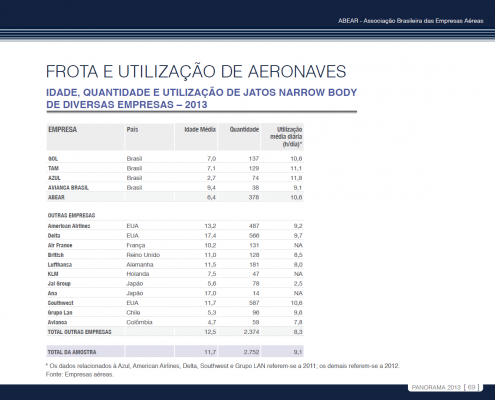 ABEAR - Associação Brasileira das Empresas Aéreas
FROTA E UTILIZAÇÃO DE AERONAVES
IDADE, QUANTIDADE E UTILIZAÇÃO DE JATOS NARROW BODY
DE DIVERSAS EMPRESAS – 2013
EMPRESA País Idade Média Quantidade Utilização média diária (h/dia)*
GOL Brasil 7,0 137 10,6
TAM Brasil 7,1 129 11,1
AZUL Brasil 2,7 74 11,8
AVIANCA BRASIL Brasil 9,4 38 9,1
ABEAR 6,4 378 10,6
OUTRAS EMPRESAS
American Airlines EUA 13,2 487 9,2
Delta EUA 17,4 566 9,7
Air France França 10,2 131 NA
British Reino Unido 11,0 128 8,5
Lufthansa Alemanha 11,5 181 8,0
KLM Holanda 7,5 47 NA
Jal Group Japão 5,6 78 2,5
Ana Japão 17,0 14 NA
Southwest EUA 11,7 587 10,6
Grupo Lan Chile 5,3 96 9,6
Avianca Colômbia 4,7 59 7,8
TOTAL OUTRAS EMPRESAS 12,5 2.374 8,3
TOTAL DA AMOSTRA 11,7 2.752 9,1
* Os dados relacionados à Azul, American Airlines, Delta, Southwest e Grupo LAN referem-se a 2011; os demais referem-se a 2012.
Fonte: Empresas aéreas.
PANORAMA 2013 [ 69 ]